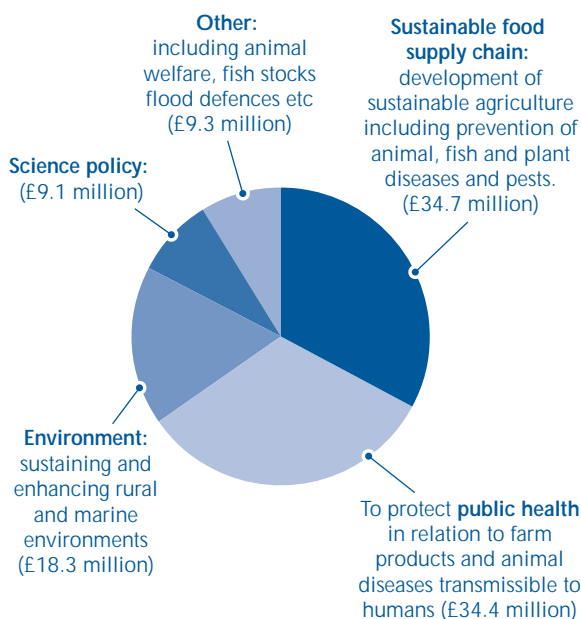 Other:
including animal
welfare, fish stocks
flood defences etc
(£9.3 million)
Sustainable food
supply chain:
development of
sustainable agriculture
including prevention of
animal, fish and plant
diseases and pests.
(£34.7 million)
Science policy:
(£9.1 million)
Environment:
sustaining and
enhancing rural
and marine
environments
(£18.3 million)
To protect public health
in relation to farm
products and animal
diseases transmissible to
humans (£34.4 million)